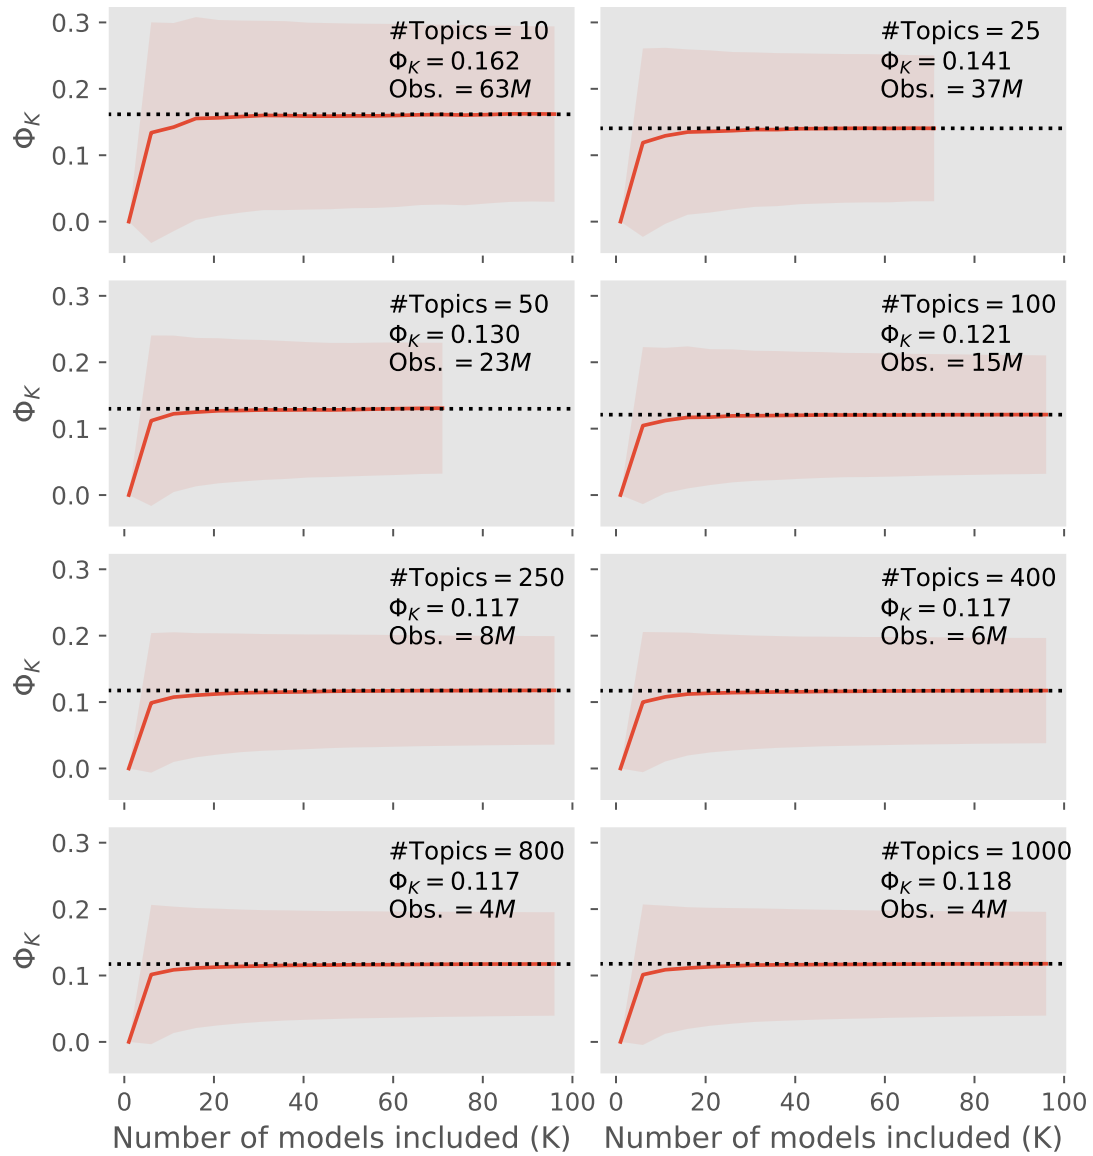 #Topics = 10
Φ_K = 0.162
Obs. = 63M
0.3
0.2
0.1
0.0
Φ_K
#Topics = 25
Φ_K = 0.141
Obs. = 37M
#Topics = 50
Φ_K = 0.130
Obs. = 23M
0.3
0.2
0.1
0.0
Φ_K
#Topics = 100
Φ_K = 0.121
Obs. = 15M
#Topics = 250
Φ_K = 0.117
Obs. = 8M
0.3
0.2
0.1
0.0
Φ_K
#Topics = 400
Φ_K = 0.117
Obs. = 6M
#Topics = 800
Φ_K = 0.117
Obs. = 4M
0.3
0.2
0.1
0.0
Φ_K
#Topics = 1000
Φ_K = 0.118
Obs. = 4M
0 20 40 60 80 100
0 20 40 60 80 100
Number of models included (K)
Number of models included (K)